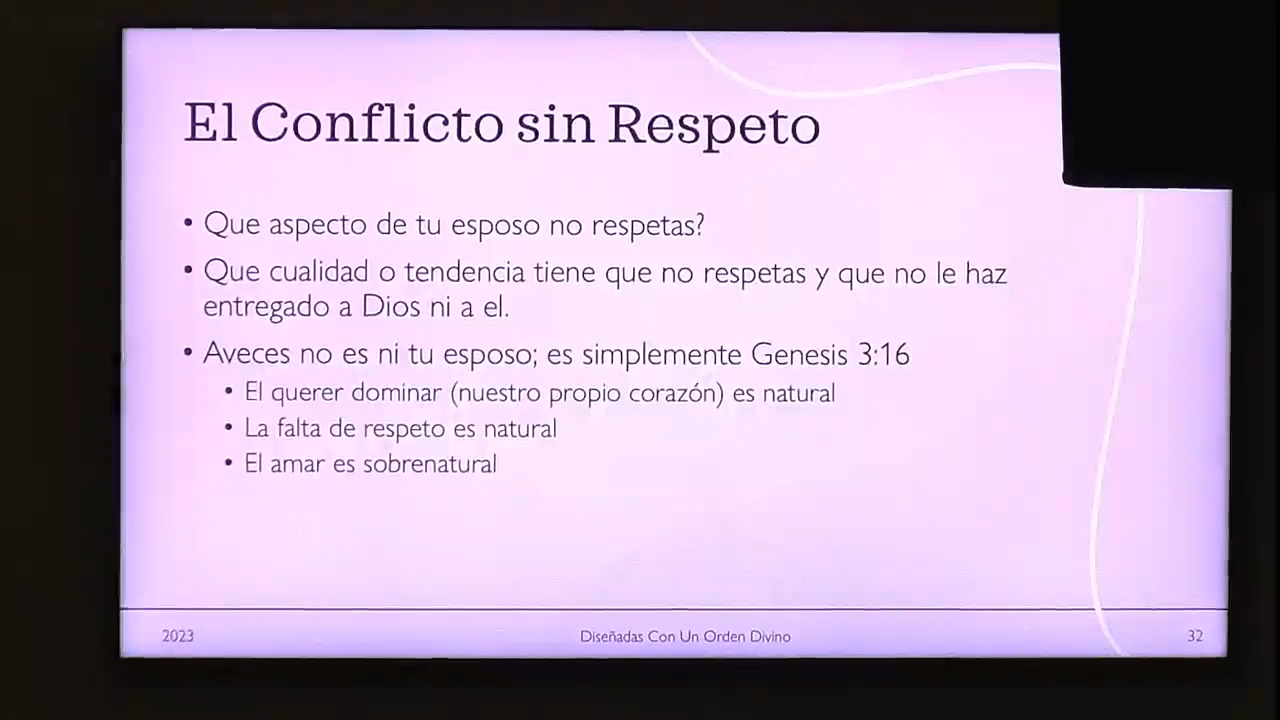 El Conflicto sin Respeto
• Que aspecto de tu esposo no respetas?
• Que cualidad o tendencia tiene que no respetas y que no le haz
entregado a Dios ni a el.
• Aveces no es ni tu esposo; es simplemente Genesis 3:16
• El querer dominar (nuestro propio corazón) es natural
• La falta de respeto es natural
• El amar es sobrenatural
2023
Diseñadas Con Un Orden Divino
32